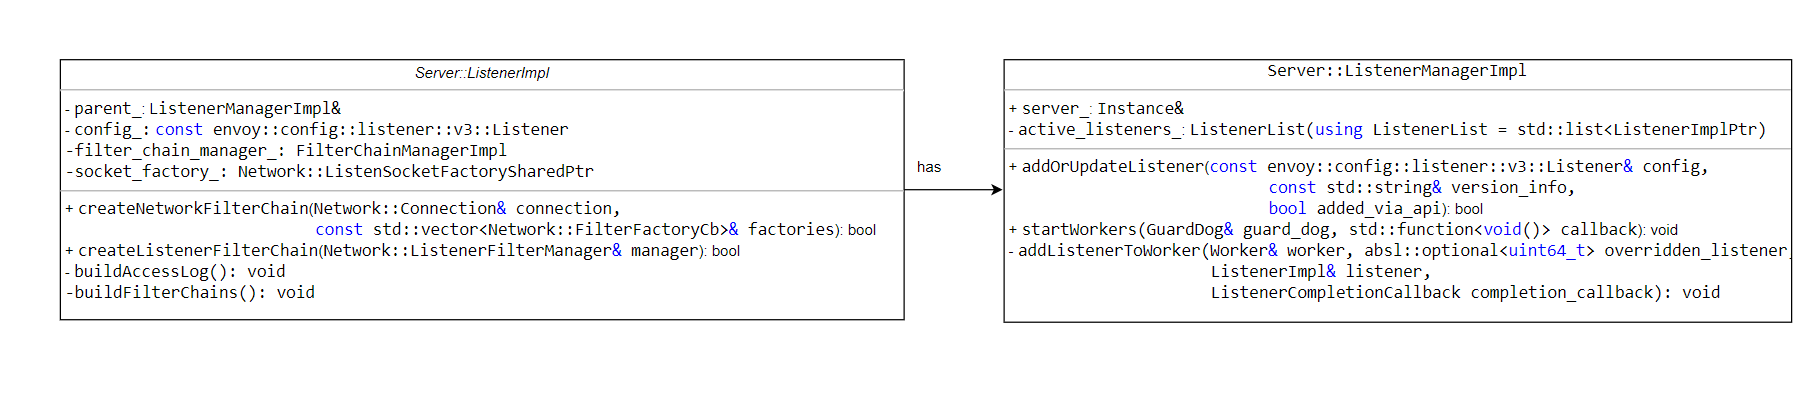 Server::ListenerImpl
- parent_: ListenerManagerImpl&
- config_: const envoy::config::listener::v3::Listener
-filter_chain_manager_: FilterChainManagerImpl
-socket_factory_: Network::ListenSocketFactorySharedPtr
+ createNetworkFilterChain(Network::Connection& connection,
const std::vector<Network::FilterFactoryCb>& factories): bool
+ createListenerFilterChain(Network::ListenerFilterManager& manager): bool
- buildAccessLog(): void
-buildFilterChains(): void
has
Server::ListenerManagerImpl
+ server_: Instance&
- active_listeners_: ListenerList(using ListenerList = std::list<ListenerImplPtr)
+ addOrUpdateListener(const envoy::config::listener::v3::Listener& config,
const std::string& version_info,
bool added_via_api): bool
+ startWorkers(GuardDog& guard_dog, std::function<void()> callback): void
- addListenerToWorker(Worker& worker, absl::optional<uint64_t> overridden_listener,
ListenerImpl& listener,
ListenerCompletionCallback completion_callback): void